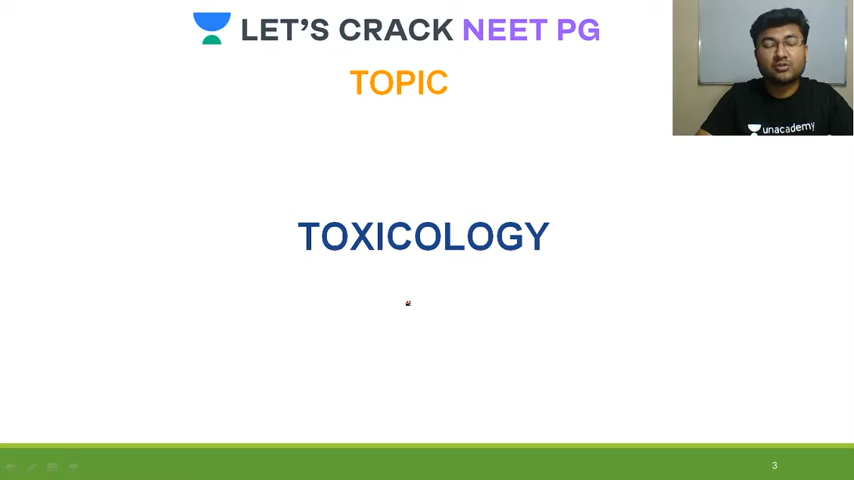 LET'S CRACK NEET PG
TOPIC
unacademy
TOXICOLOGY
3